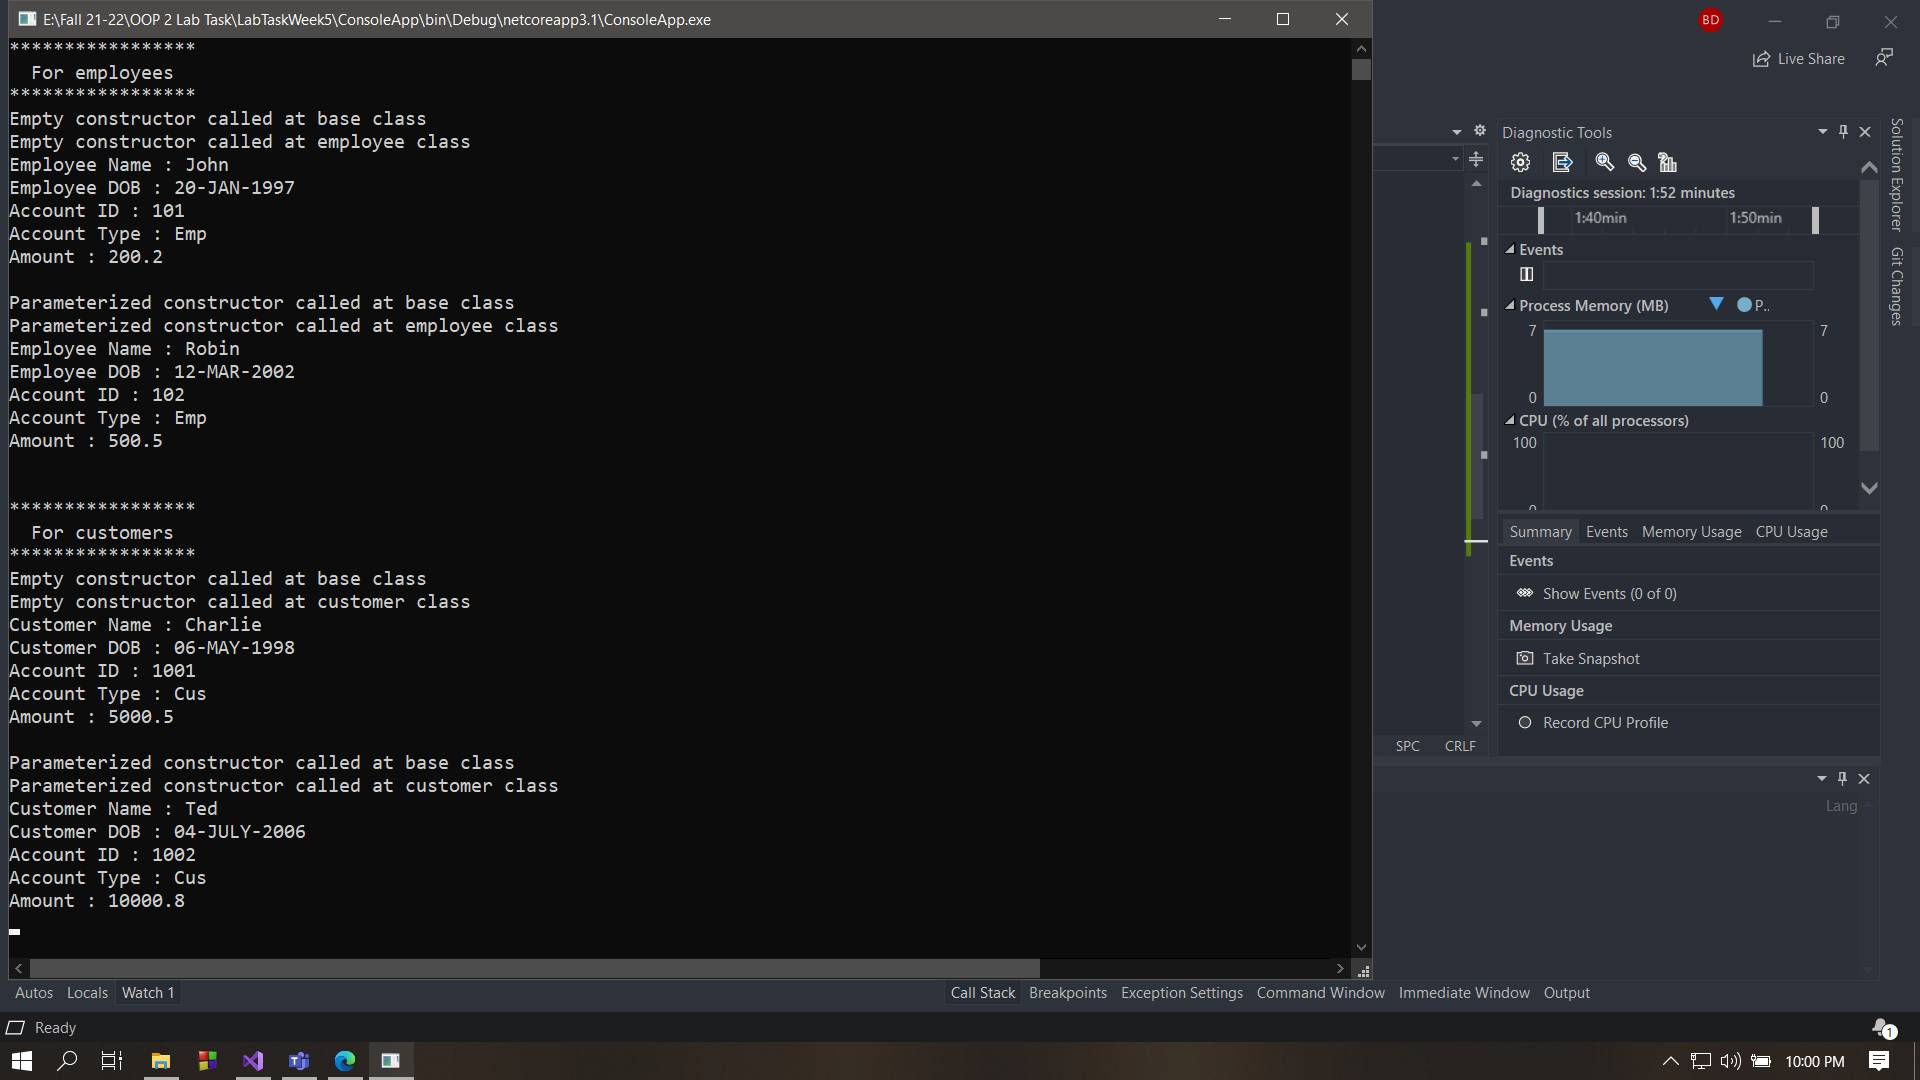 E:\Fall 21-22\OOP 2 Lab Task\LabTaskWeek5\ConsoleApp\bin\Debug\netcoreapp3.1\ConsoleApp.exe
*****************
  For employees
*****************
Empty constructor called at base class
Empty constructor called at employee class
Employee Name : John
Employee DOB : 20-JAN-1997
Account ID : 101
Account Type : Emp
Amount : 200.2
Parameterized constructor called at base class
Parameterized constructor called at employee class
Employee Name : Robin
Employee DOB : 12-MAR-2002
Account ID : 102
Account Type : Emp
Amount : 500.5
*****************
  For customers
*****************
Empty constructor called at base class
Empty constructor called at customer class
Customer Name : Charlie
Customer DOB : 06-MAY-1998
Account ID : 1001
Account Type : Cus
Amount : 5000.5
Parameterized constructor called at base class
Parameterized constructor called at customer class
Customer Name : Ted
Customer DOB : 04-JULY-2006
Account ID : 1002
Account Type : Cus
Amount : 10000.8
BD
Live Share
Diagnostic Tools
Diagnostics session: 1:52 minutes
1:40min 1:50min
Events
Process Memory (MB) P..
7 7
0 0
CPU (% of all processors)
100 100
0 0
Summary Events Memory Usage CPU Usage
Events
Show Events (0 of 0)
Memory Usage
Take Snapshot
CPU Usage
Record CPU Profile
Solution Explorer
Git Changes
SPC CRLF
Lang
Autos Locals Watch 1
Call Stack Breakpoints Exception Settings Command Window Immediate Window Output
Ready
1
10:00 PM